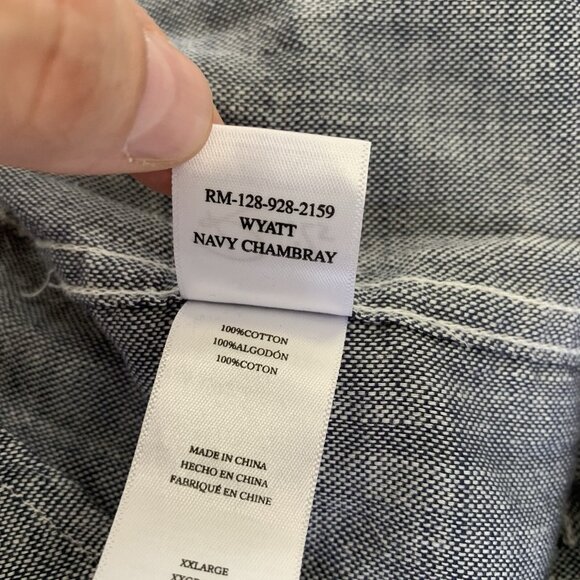 RM-128-928-2159
WYATT
NAVY CHAMBRAY
100%COTTON
100%ALGODÓN
100%COTON
MADE IN CHINA
HECHO EN CHINA
FABRIQUÉ EN CHINE
XXLARGE